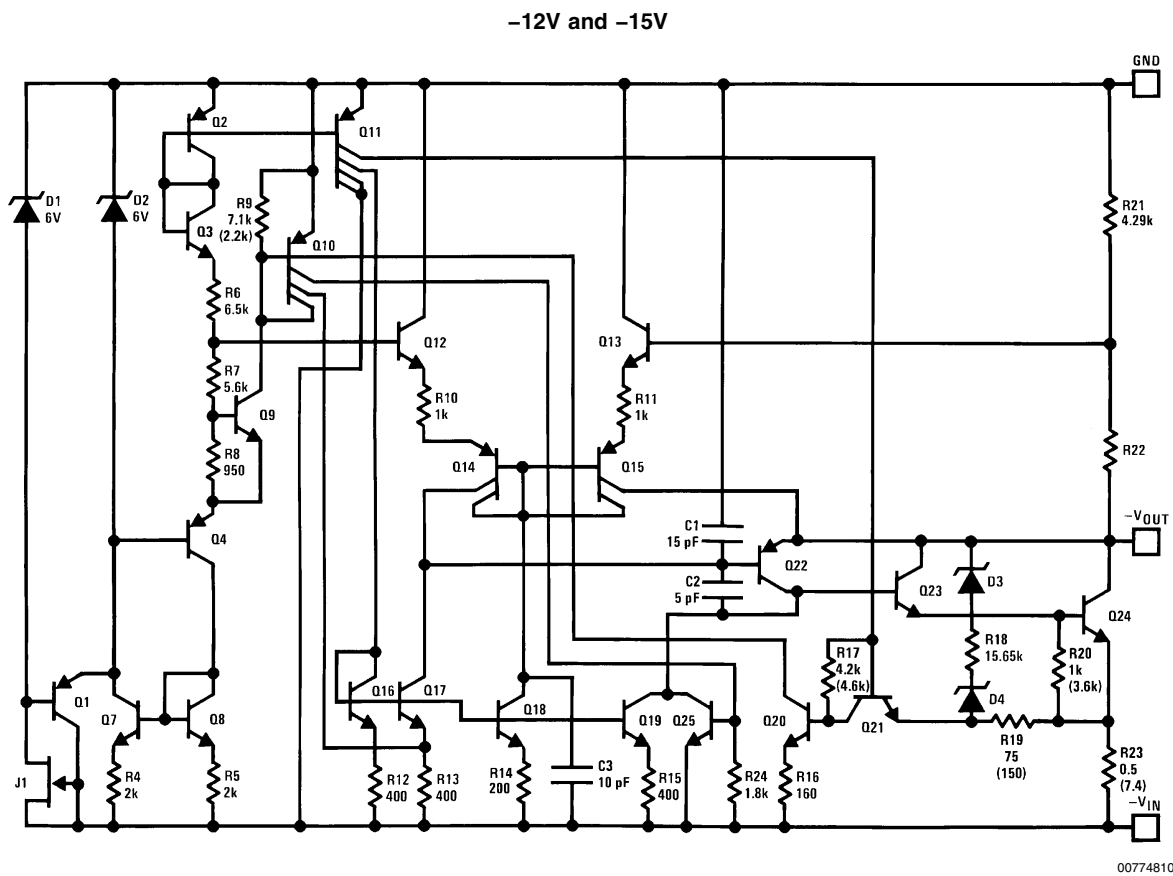 –12V and –15V
GND
Q2
Q11
D1
6V
D2
6V
Q3
R9
7.1k
(2.2k)
Q10
R21
4.29k
R6
6.5k
Q12
Q13
R7
5.6k
Q9
R10
1k
R11
1k
R8
950
Q14
Q15
R22
–VOUT
Q4
C1
15 pF
Q22
C2
5 pF
Q23
D3
Q24
R18
15.65k
R20
1k
(3.6k)
R17
4.2k
(4.6k)
D4
Q1
Q7
Q8
Q16
Q17
Q18
Q19
Q25
Q20
Q21
R19
75
(150)
J1
R4
2k
R5
2k
R12
400
R13
400
R14
200
C3
10 pF
R15
400
R24
1.8k
R16
160
R23
0.5
(7.4)
–VIN
00774810